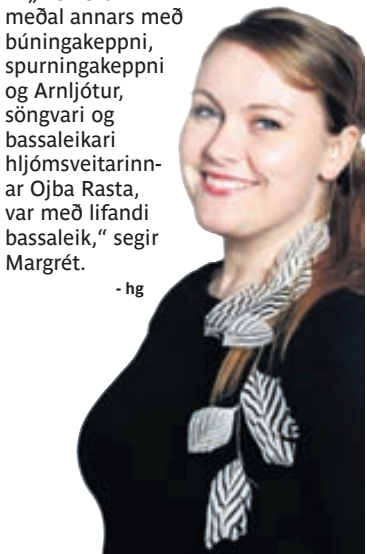 meðal annars með
búningakeppni,
spurningakeppni
og Arnljótur,
söngvari og
bassaleikari
hljómsveitarinn-
ar Ojba Rasta,
var með lifandi
bassaleik,“ segir
Margrét.
- hg